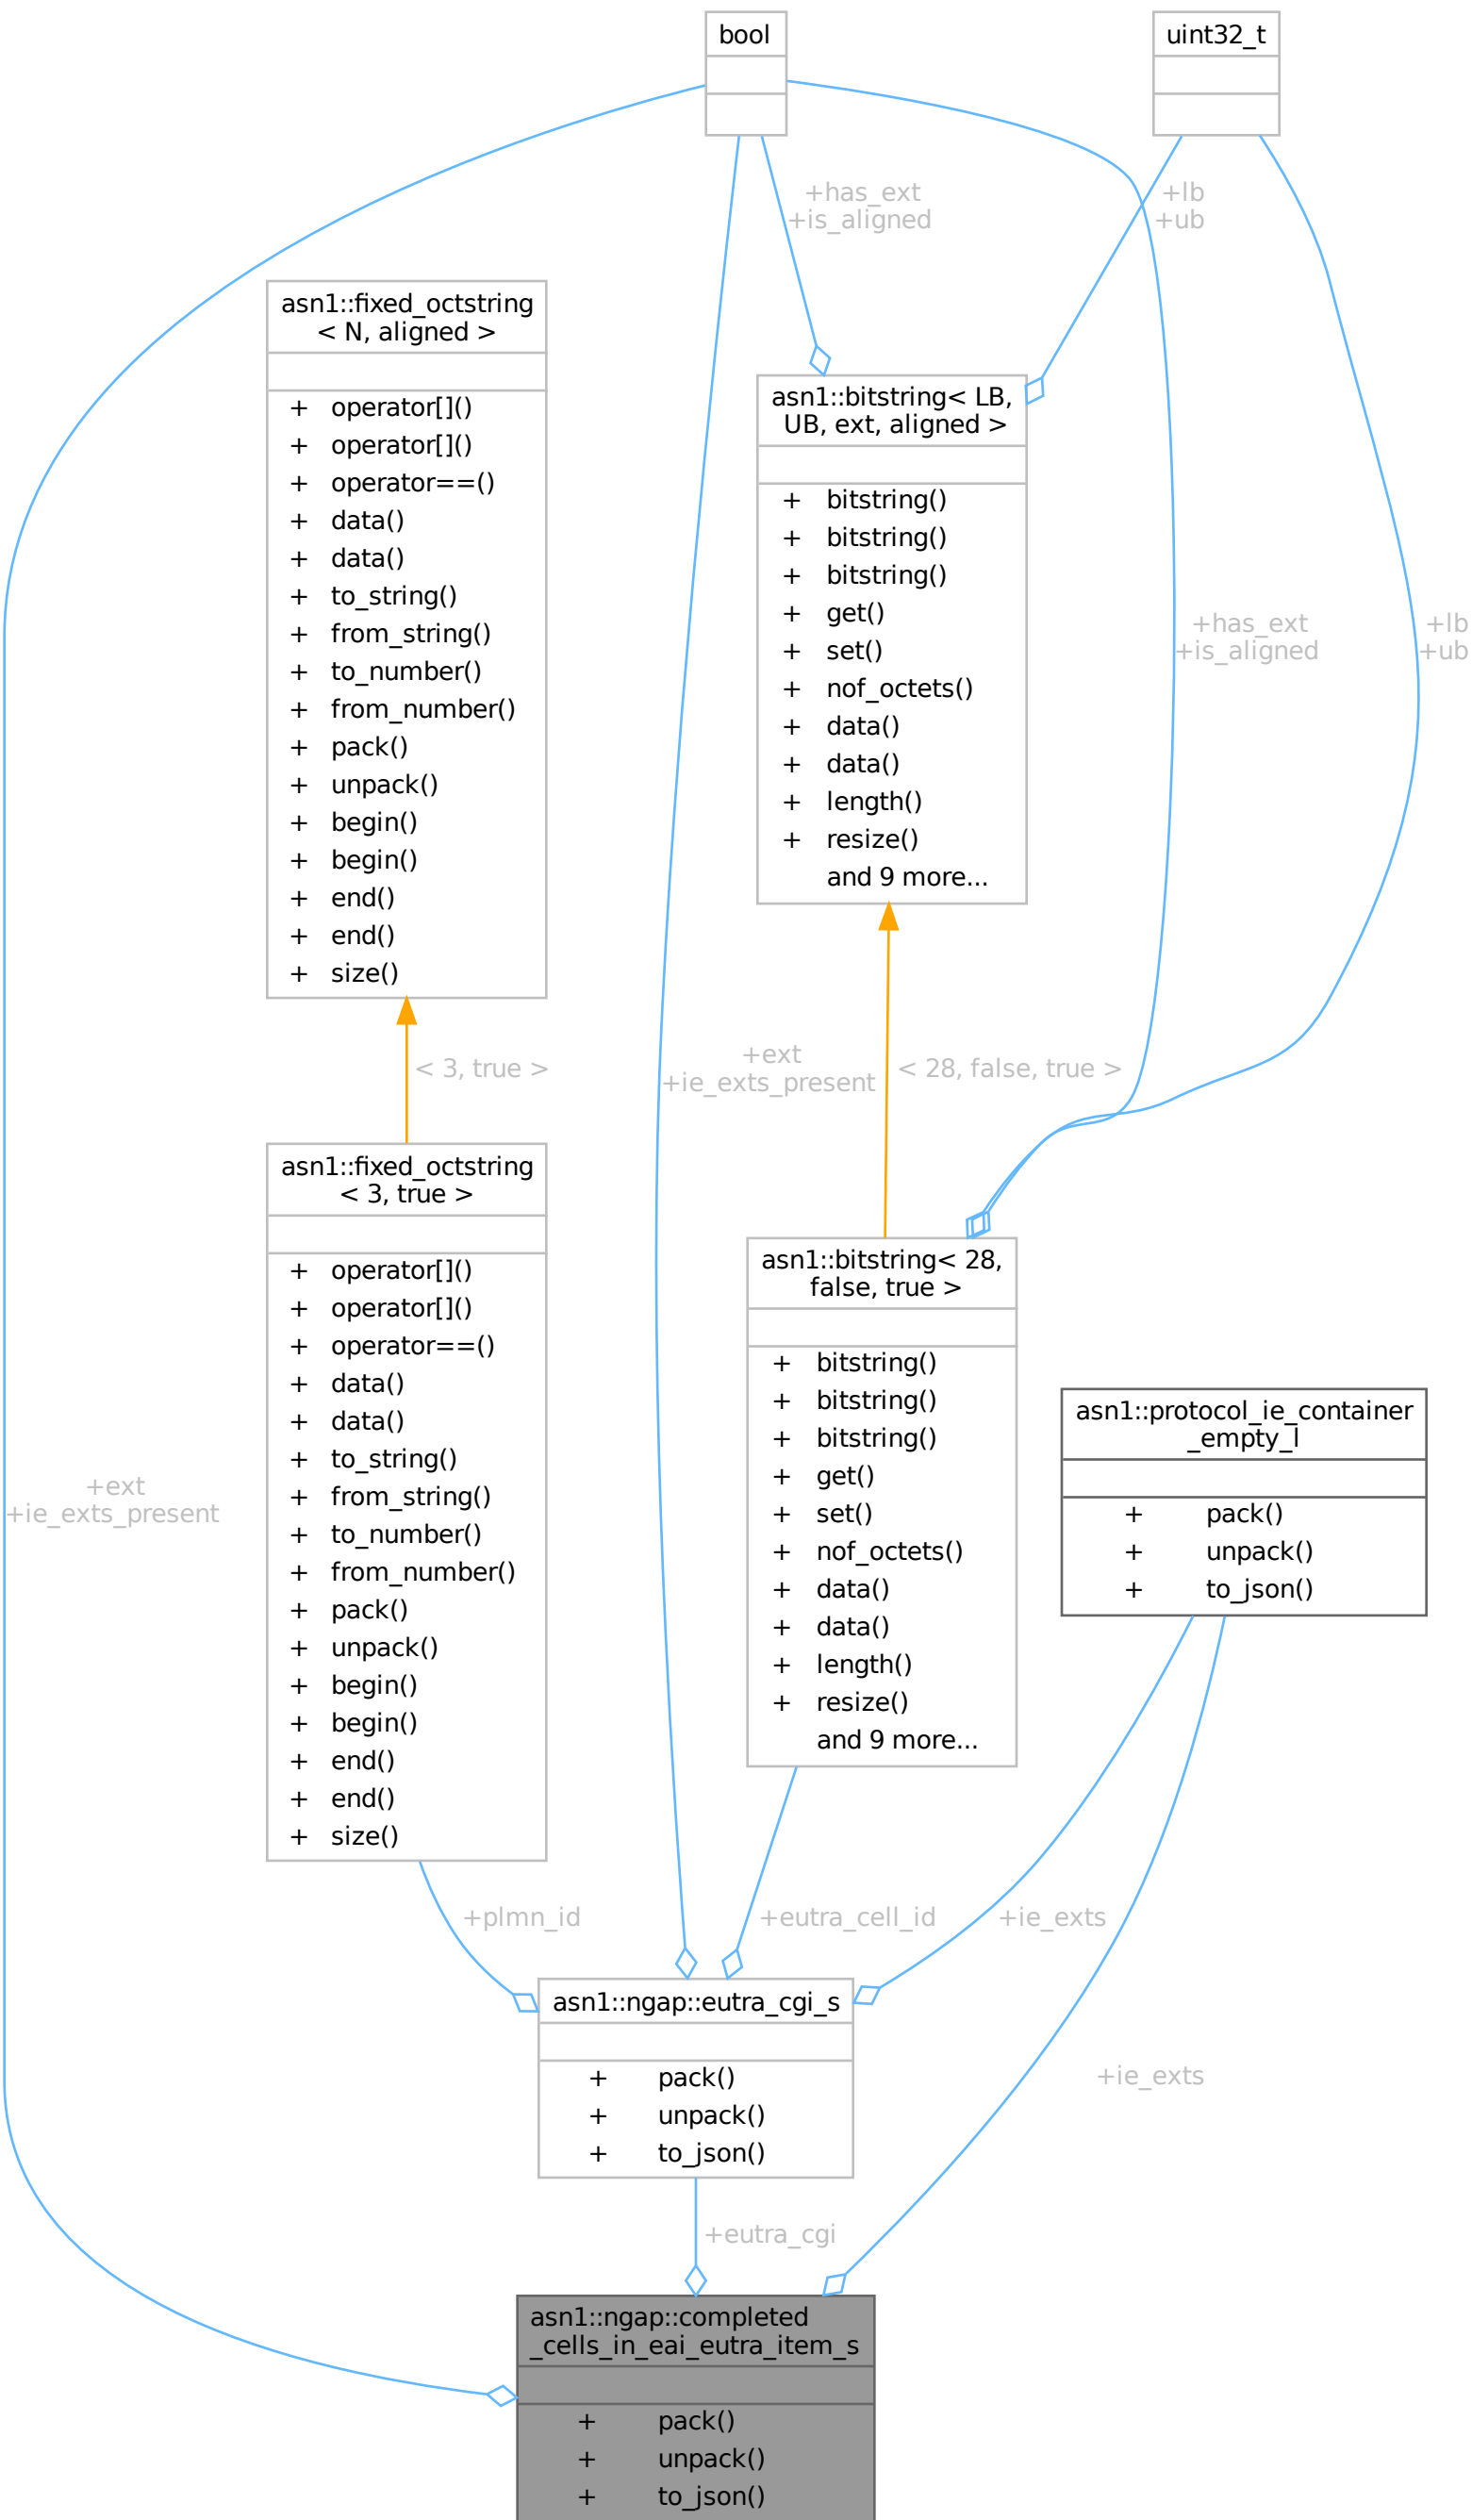 bool
uint32_t
+has_ext
+is_aligned
+lb
+ub
asn1::fixed_octstring
< N, aligned >
+ operator[]()
+ operator[]()
+ operator==()
+ data()
+ data()
+ to_string()
+ from_string()
+ to_number()
+ from_number()
+ pack()
+ unpack()
+ begin()
+ begin()
+ end()
+ end()
+ size()
asn1::bitstring< LB,
UB, ext, aligned >
+ bitstring()
+ bitstring()
+ bitstring()
+ get()
+ set()
+ nof_octets()
+ data()
+ data()
+ length()
+ resize()
and 9 more...
+has_ext
+is_aligned
+lb
+ub
< 3, true >
+ext
+ie_exts_present
< 28, false, true >
asn1::fixed_octstring
< 3, true >
+ operator[]()
+ operator[]()
+ operator==()
+ data()
+ data()
+ to_string()
+ from_string()
+ to_number()
+ from_number()
+ pack()
+ unpack()
+ begin()
+ begin()
+ end()
+ end()
+ size()
asn1::bitstring< 28,
false, true >
+ bitstring()
+ bitstring()
+ bitstring()
+ get()
+ set()
+ nof_octets()
+ data()
+ data()
+ length()
+ resize()
and 9 more...
asn1::protocol_ie_container
_empty_l
+ pack()
+ unpack()
+ to_json()
+ext
+ie_exts_present
+plmn_id
+eutra_cell_id
+ie_exts
asn1::ngap::eutra_cgi_s
+ pack()
+ unpack()
+ to_json()
+ie_exts
+eutra_cgi
asn1::ngap::completed
_cells_in_eai_eutra_item_s
+ pack()
+ unpack()
+ to_json()